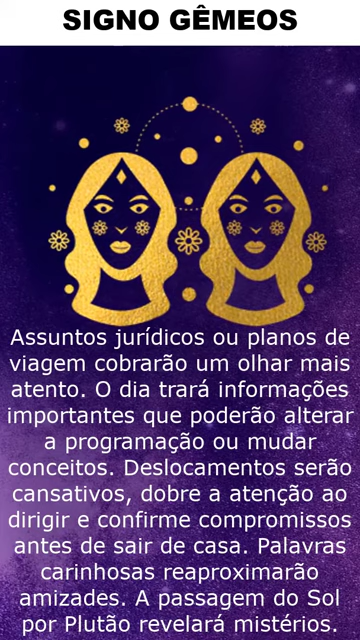 SIGNO GÊMEOS
Assuntos jurídicos ou planos de
viagem cobrarão um olhar mais
atento. O dia trará informações
importantes que poderão alterar
a programação ou mudar
conceitos. Deslocamentos serão
cansativos, dobre a atenção ao
dirigir e confirme compromissos
antes de sair de casa. Palavras
carinhosas reaproximarão
amizades. A passagem do Sol
por Plutão revelará mistérios.